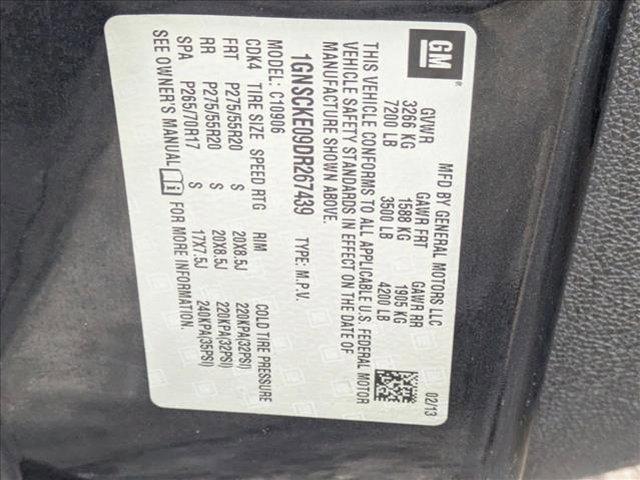 GM
MFD BY GENERAL MOTORS LLC 02/13
GVWR GAWR FRT GAWR RR
3266 KG 1588 KG 1905 KG
7200 LB 3500 LB 4200 LB
THIS VEHICLE CONFORMS TO ALL APPLICABLE U.S. FEDERAL MOTOR
VEHICLE SAFETY STANDARDS IN EFFECT ON THE DATE OF
MANUFACTURE SHOWN ABOVE.
1GNSCKE09DR267439 TYPE: M.P.V.
MODEL: C10906
CDK4 TIRE SIZE SPEED RTG RIM COLD TIRE PRESSURE
FRT P275/55R20 S 20X8.5J 220KPA(32PSI)
RR P275/55R20 S 20X8.5J 220KPA(32PSI)
SPA P265/70R17 S 17X7.5J 240KPA(35PSI)
SEE OWNER'S MANUAL FOR MORE INFORMATION.